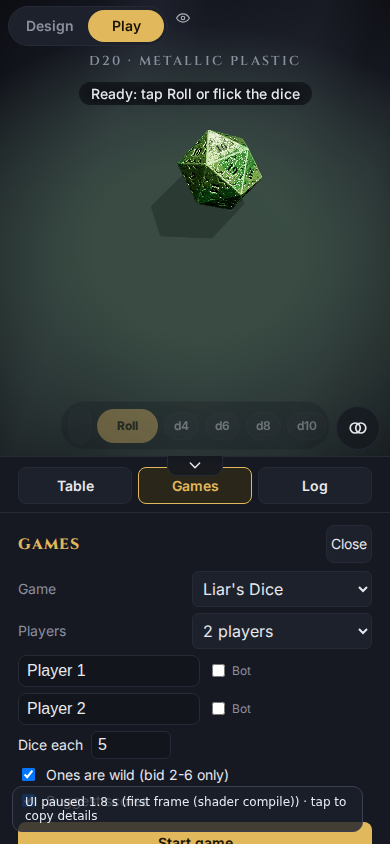 Design
Play
D20 · METALLIC PLASTIC
Ready: tap Roll or flick the dice
10
Roll
d4
d6
d8
d10
Table
Games
Log
GAMES
Close
Game
Liar's Dice
Players
2 players
Player 1
Bot
Player 2
Bot
Dice each
5
Ones are wild (bid 2-6 only)
UI paused 1.8 s (first frame (shader compile)) · tap to
copy details
Start game